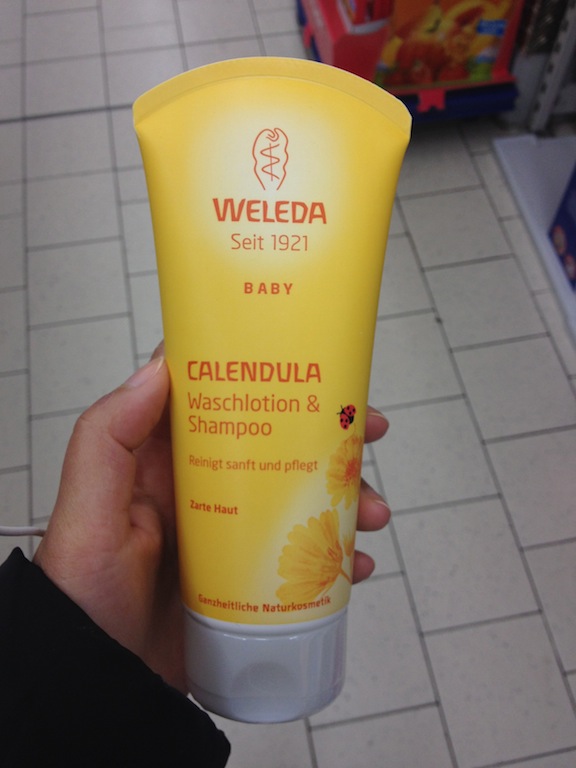 WELEDA
Seit 1921
BABY
CALENDULA
Waschlotion &
Shampoo
Reinigt sanft und pflegt
Zarte Haut
Ganzheitliche Naturkosmetik